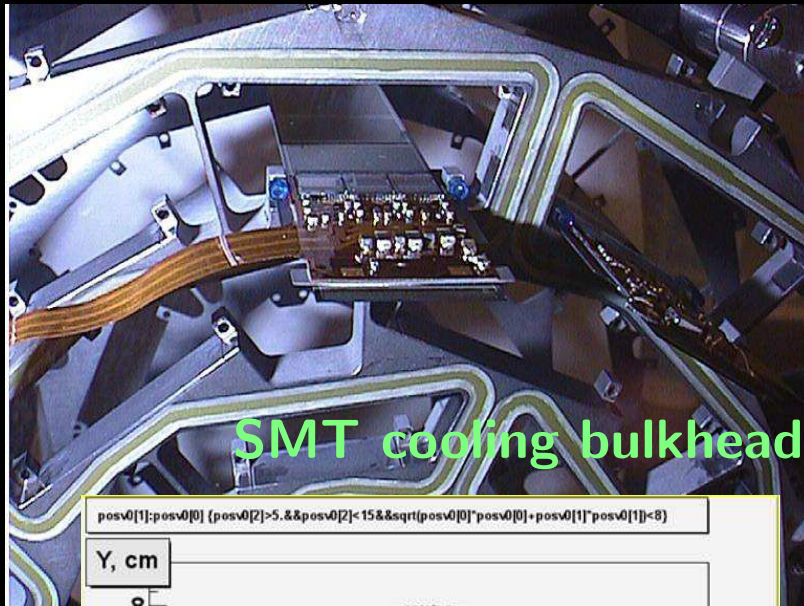 SMT cooling bulkhead
posv0[1]:posv0[0] {posv0[2]>5.&&posv0[2]<15&&sqrt(posv0[0]*posv0[0]+posv0[1]*posv0[1])<8}
Y, cm
8